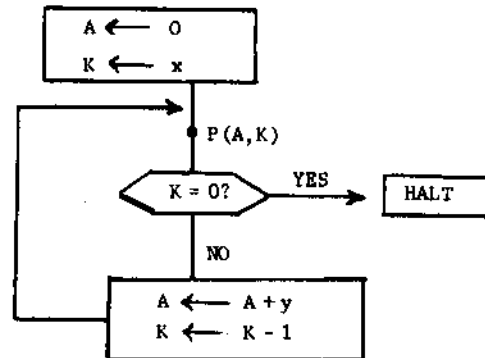 A ← 0
K ← x
P(A,K)
K = 0?
YES
HALT
NO
A ← A+y
K ← K - 1